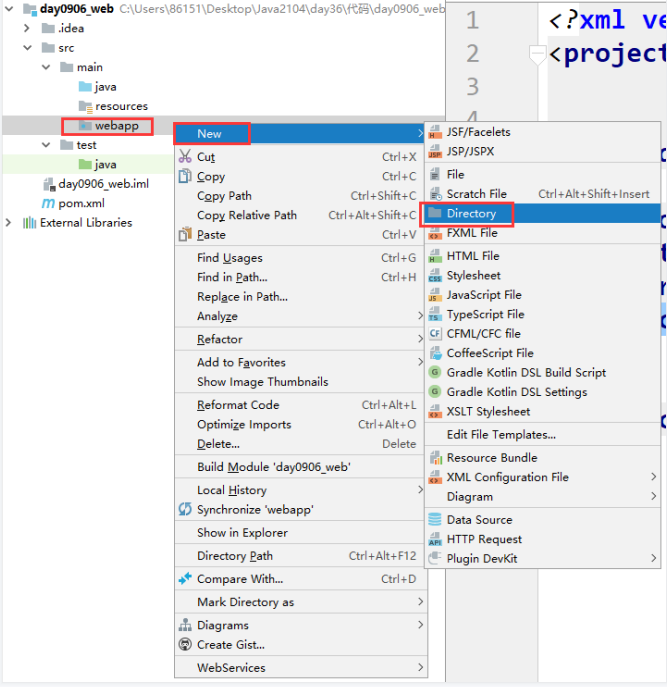 day0906_web C:\Users\86151\Desktop\Java2104\day36\代码\day0906_web
.idea
src
main
java
resources
webapp
test
java
day0906_web.iml
pom.xml
External Libraries
New
Cut Ctrl+X
Copy Ctrl+C
Copy Path Ctrl+Shift+C
Copy Relative Path Ctrl+Alt+Shift+C
Paste Ctrl+V
Find Usages Ctrl+G
Find in Path... Ctrl+H
Replace in Path...
Analyze
Refactor
Add to Favorites
Show Image Thumbnails
Reformat Code Ctrl+Alt+L
Optimize Imports Ctrl+Alt+O
Delete... Delete
Build Module 'day0906_web'
Local History
Synchronize 'webapp'
Show in Explorer
Directory Path Ctrl+Alt+F12
Compare With... Ctrl+D
Mark Directory as
Diagrams
Create Gist...
WebServices
JSF/Facelets
JSP/JSPX
File
Scratch File Ctrl+Alt+Shift+Insert
Directory
FXML File
HTML File
Stylesheet
JavaScript File
TypeScript File
CFML/CFC file
CoffeeScript File
Gradle Kotlin DSL Build Script
Gradle Kotlin DSL Settings
XSLT Stylesheet
Edit File Templates...
Resource Bundle
XML Configuration File
Diagram
Data Source
HTTP Request
Plugin DevKit
1 <?xml ve
2 <project
3